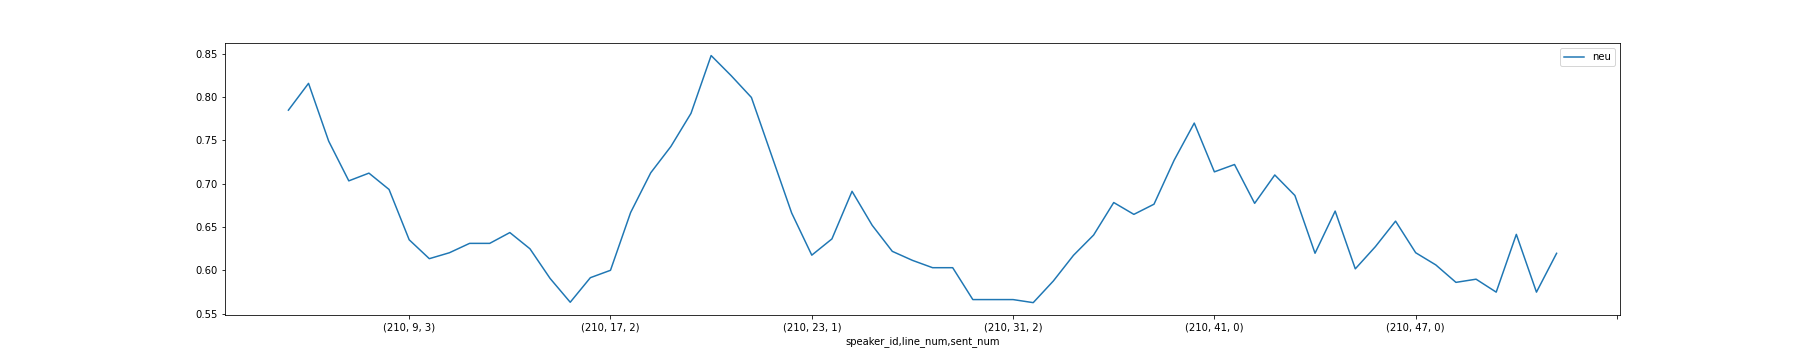 neu
0.85
0.80
0.75
0.70
0.65
0.60
0.55
(210, 9, 3) (210, 17, 2) (210, 23, 1) (210, 31, 2) (210, 41, 0) (210, 47, 0)
speaker_id,line_num,sent_num